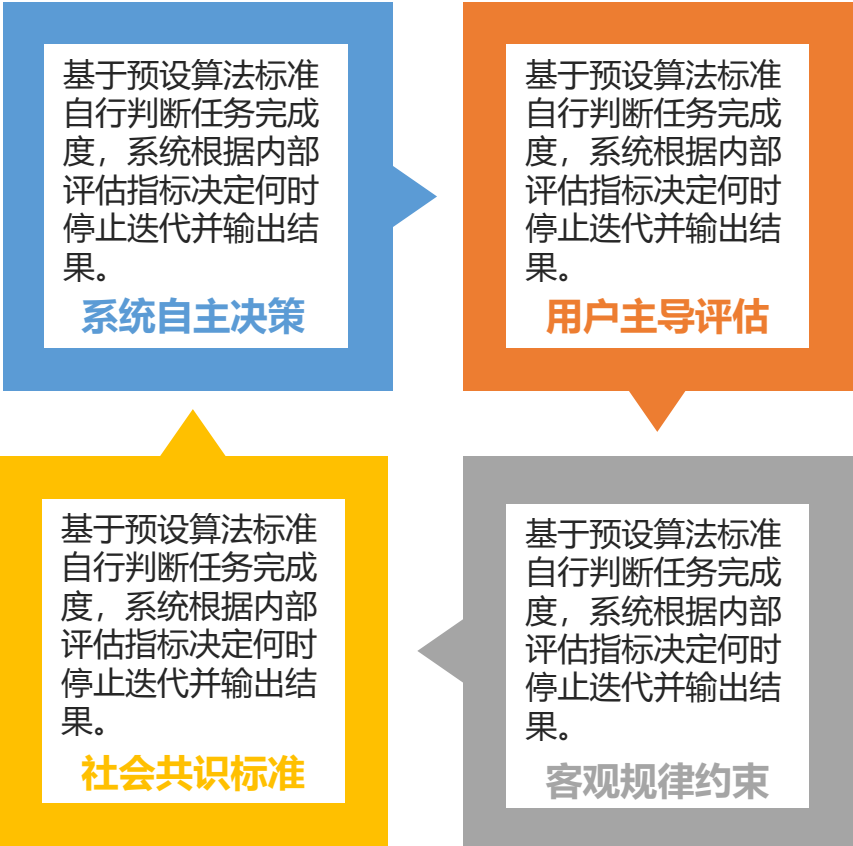 基于预设算法标准
自行判断任务完成
度，系统根据内部
评估指标决定何时
停止迭代并输出结
果。
系统自主决策
基于预设算法标准
自行判断任务完成
度，系统根据内部
评估指标决定何时
停止迭代并输出结
果。
用户主导评估
基于预设算法标准
自行判断任务完成
度，系统根据内部
评估指标决定何时
停止迭代并输出结
果。
社会共识标准
基于预设算法标准
自行判断任务完成
度，系统根据内部
评估指标决定何时
停止迭代并输出结
果。
客观规律约束